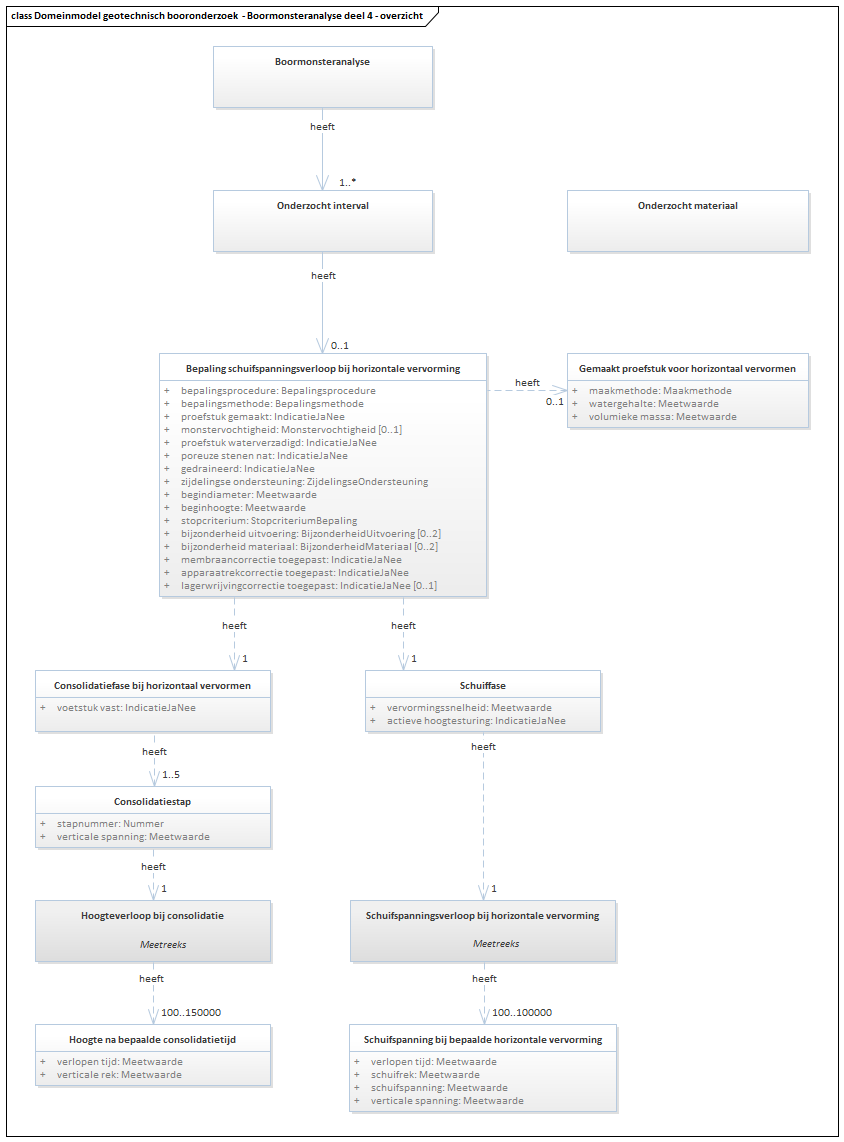 class Domeinmodel geotechnisch booronderzoek - Boormonsteranalyse deel 4 - overzicht
Boormonsteranalyse
heeft
1..*
Onderzocht interval
Onderzocht materiaal
heeft
0..1
Bepaling schuifspanningsverloop bij horizontale vervorming
+ bepalingsprocedure: Bepalingsprocedure
+ bepalingsmethode: Bepalingsmethode
+ proefstuk gemaakt: IndicatieJaNee
+ monstervochtigheid: Monstervochtigheid [0..1]
+ proefstuk waterverzadigd: IndicatieJaNee
+ poreuze stenen nat: IndicatieJaNee
+ gedraineerd: IndicatieJaNee
+ zijdelingse ondersteuning: ZijdelingseOndersteuning
+ begindiameter: Meetwaarde
+ beginhoogte: Meetwaarde
+ stopcriterium: StopcriteriumBepaling
+ bijzonderheid uitvoering: BijzonderheidUitvoering [0..2]
+ bijzonderheid materiaal: BijzonderheidMateriaal [0..2]
+ membraancorrectie toegepast: IndicatieJaNee
+ apparaatrekcorrectie toegepast: IndicatieJaNee
+ lagerwrijvingcorrectie toegepast: IndicatieJaNee [0..1]
heeft
0..1
Gemaakt proefstuk voor horizontaal vervormen
+ maakmethode: Maakmethode
+ watergehalte: Meetwaarde
+ volumieke massa: Meetwaarde
heeft
1
heeft
1
Consolidatiefase bij horizontaal vervormen
+ voetstuk vast: IndicatieJaNee
Schuiffase
+ vervormingssnelheid: Meetwaarde
+ actieve hoogtesturing: IndicatieJaNee
heeft
1..5
heeft
1
Consolidatiestap
+ stapnummer: Nummer
+ verticale spanning: Meetwaarde
heeft
1
Hoogteverloop bij consolidatie
Meetreeks
Schuifspanningsverloop bij horizontale vervorming
Meetreeks
heeft
100..150000
heeft
100..100000
Hoogte na bepaalde consolidatietijd
+ verlopen tijd: Meetwaarde
+ verticale rek: Meetwaarde
Schuifspanning bij bepaalde horizontale vervorming
+ verlopen tijd: Meetwaarde
+ schuifrek: Meetwaarde
+ schuifspanning: Meetwaarde
+ verticale spanning: Meetwaarde